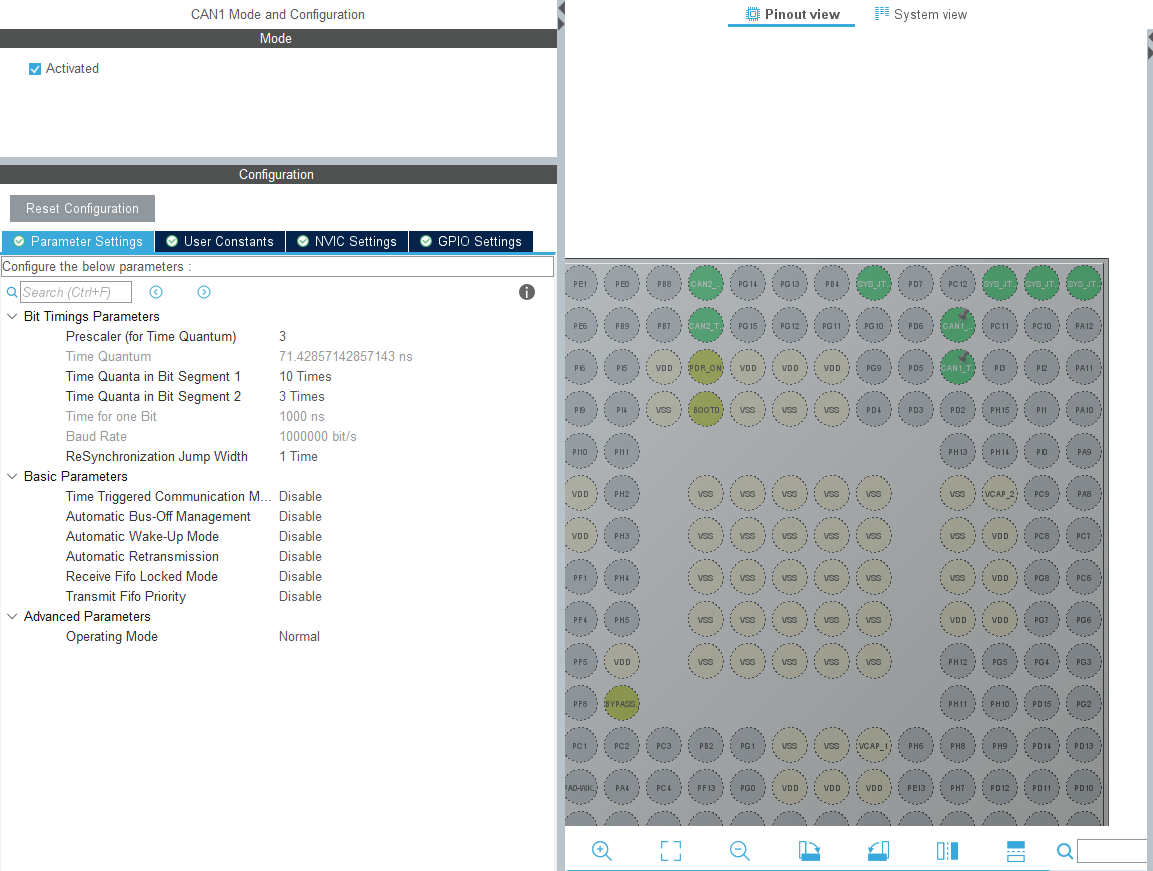 CAN1 Mode and Configuration
Mode
Activated
Configuration
Reset Configuration
Parameter Settings User Constants NVIC Settings GPIO Settings
Configure the below parameters :
Search (Ctrl+F)
Bit Timings Parameters
Prescaler (for Time Quantum) 3
Time Quantum 71.42857142857143 ns
Time Quanta in Bit Segment 1 10 Times
Time Quanta in Bit Segment 2 3 Times
Time for one Bit 1000 ns
Baud Rate 1000000 bit/s
ReSynchronization Jump Width 1 Time
Basic Parameters
Time Triggered Communication M... Disable
Automatic Bus-Off Management Disable
Automatic Wake-Up Mode Disable
Automatic Retransmission Disable
Receive Fifo Locked Mode Disable
Transmit Fifo Priority Disable
Advanced Parameters
Operating Mode Normal
Pinout view System view
PE1 PE0 PB8 CAN2_.. PG14 PG13 PB4 SYS_JT.. PD7 PC12 SYS_JT.. SYS_JT.. SYS_JT..
PE6 PB9 PB7 CAN2_T.. PG15 PG12 PG11 PG10 PD6 CAN1_.. PC11 PC10 PA12
PI6 PI5 VDD PDR_ON VDD VDD VDD PG9 PD5 CAN1_T.. PI3 PI2 PA11
PI9 PI4 VSS BOOT0 VSS VSS VSS PD4 PD3 PD2 PH15 PI1 PA10
PI10 PI11 PH13 PH14 PI0 PA9
VDD PH2 VSS VSS VSS VSS VSS VSS VCAP_2 PC9 PA8
VDD PH3 VSS VSS VSS VSS VSS VSS VDD PC8 PC7
PF1 PH4 VSS VSS VSS VSS VSS VSS VDD PG8 PC6
PF4 PH5 VSS VSS VSS VSS VSS VDD VDD PG7 PG6
PF5 VDD VSS VSS VSS VSS VSS PH12 PG5 PG4 PG3
PF8 BYPASS.. PH11 PH10 PD15 PG2
PC1 PC2 PC3 PB2 PG1 VSS VSS VCAP_1 PH6 PH8 PH9 PD14 PD13
PA0-WK.. PA4 PC4 PF13 PG0 VDD VDD VDD PE13 PH7 PD12 PD11 PD10